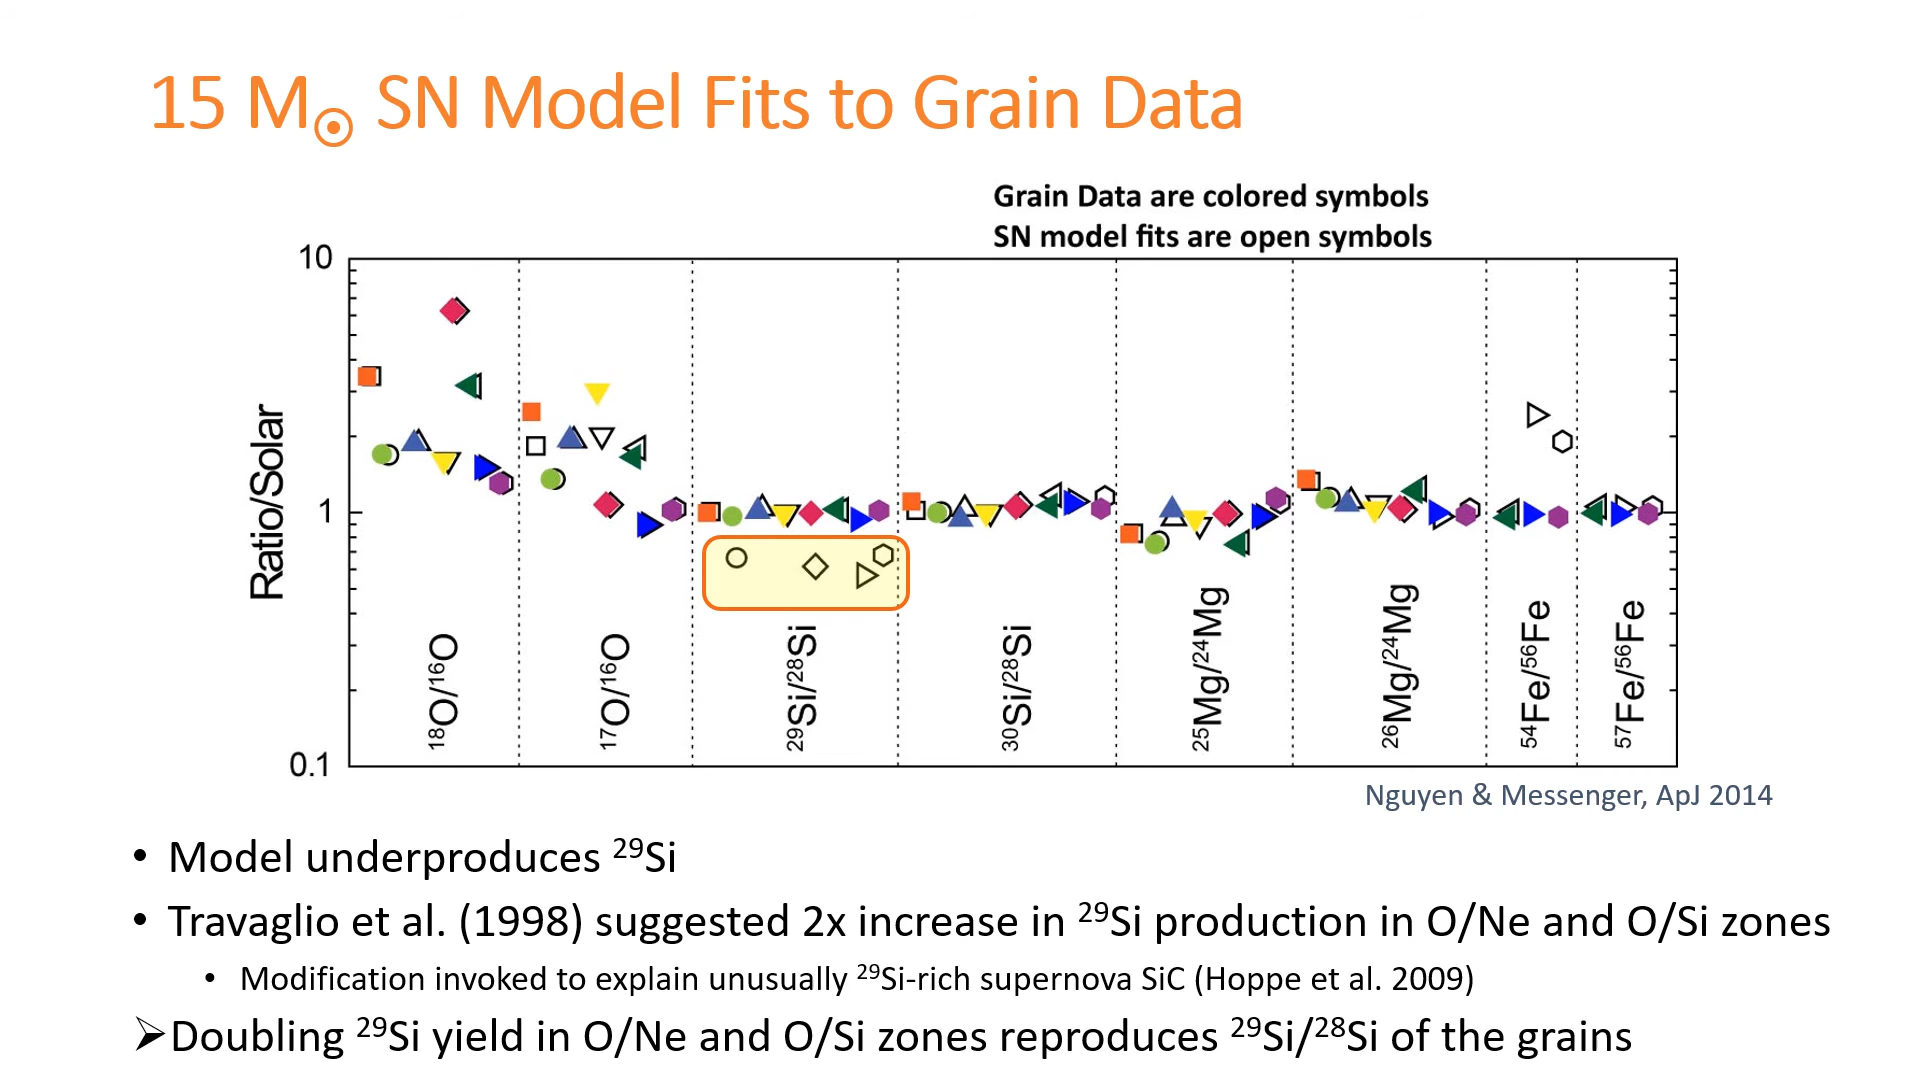 15 M☉ SN Model Fits to Grain Data
Grain Data are colored symbols
SN model fits are open symbols
10
1
0.1
Ratio/Solar
¹⁸O/¹⁶O
¹⁷O/¹⁶O
²⁹Si/²⁸Si
³⁰Si/²⁸Si
²⁵Mg/²⁴Mg
²⁶Mg/²⁴Mg
⁵⁴Fe/⁵⁶Fe
⁵⁷Fe/⁵⁶Fe
Nguyen & Messenger, ApJ 2014
• Model underproduces ²⁹Si
• Travaglio et al. (1998) suggested 2x increase in ²⁹Si production in O/Ne and O/Si zones
• Modification invoked to explain unusually ²⁹Si-rich supernova SiC (Hoppe et al. 2009)
➢Doubling ²⁹Si yield in O/Ne and O/Si zones reproduces ²⁹Si/²⁸Si of the grains